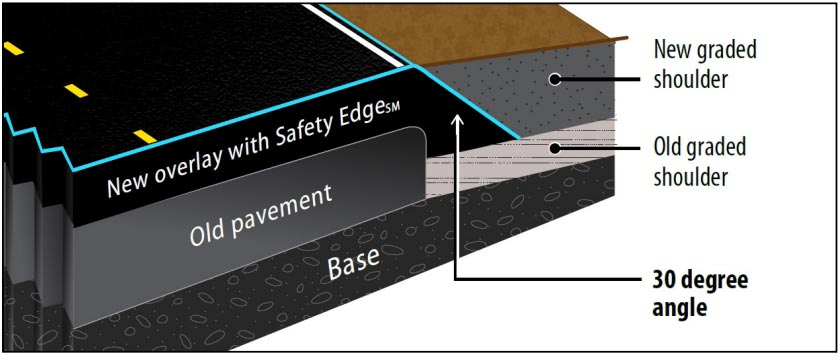 New graded
shoulder
New overlay with Safety EdgeSM
Old graded
shoulder
Old pavement
Base
30 degree
angle